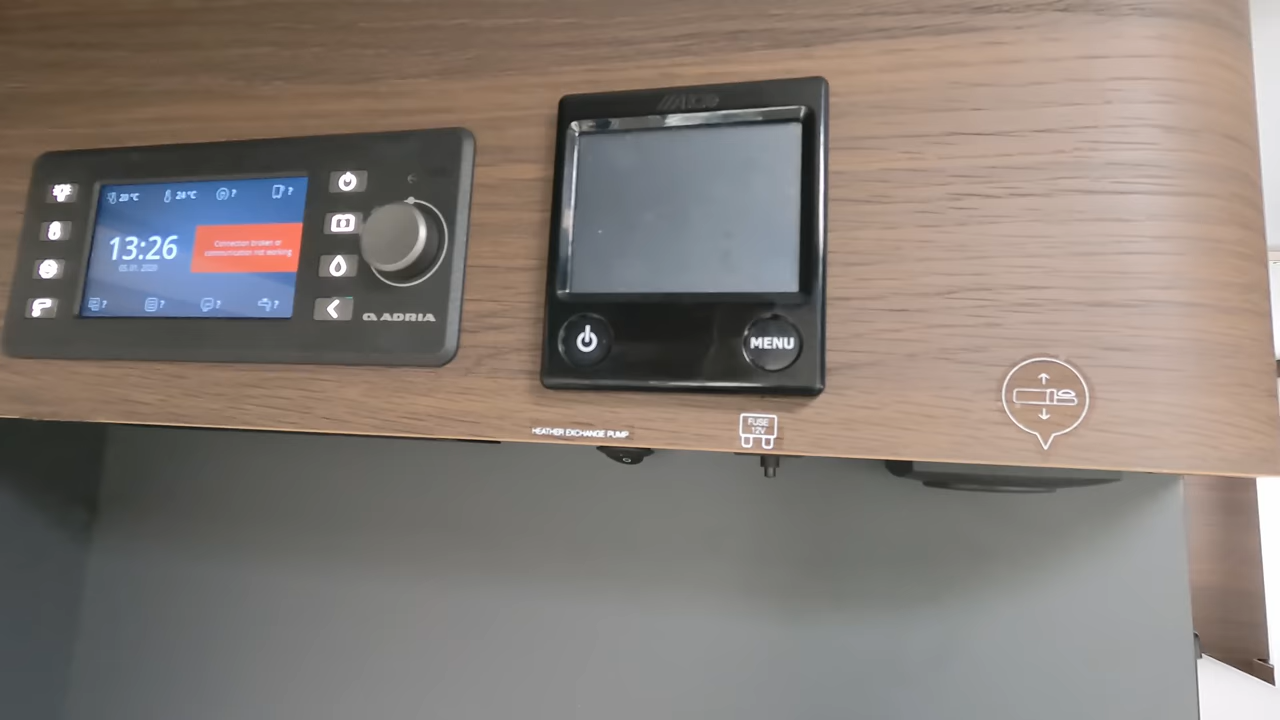 20 °C
24 °C
?
?
13:26
Connection broken or
communication not working
?
?
?
?
ADRIA
MENU
HEATHER EXCHANGE PUMP
FUSE
12V